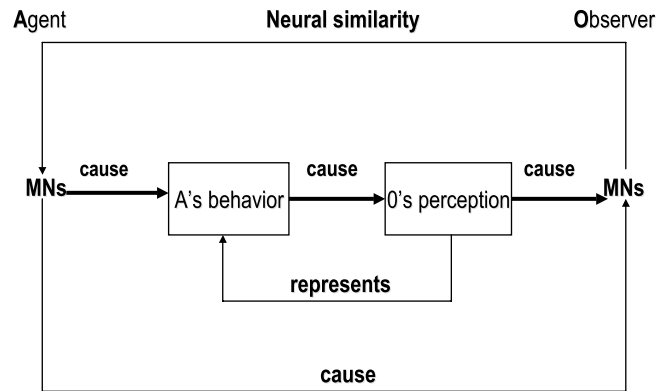 Agent Neural similarity Observer
cause cause cause
MNs A's behavior 0's perception MNs
represents
cause